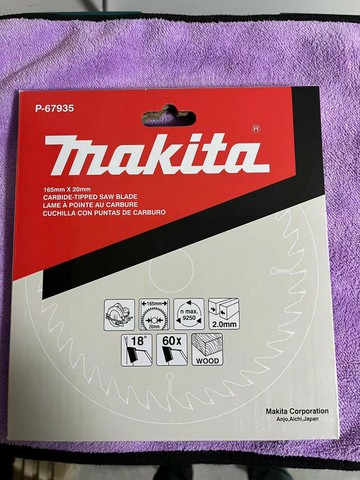 P-67935
makita
165mm X 20mm
CARBIDE-TIPPED SAW BLADE
LAME À POINTE AU CARBURE
CUCHILLA CON PUNTAS DE CARBURO
165mm
20mm
n max.
9250
2.0mm
18°
60x
WOOD
Makita Corporation
Anjo,Aichi,Japan